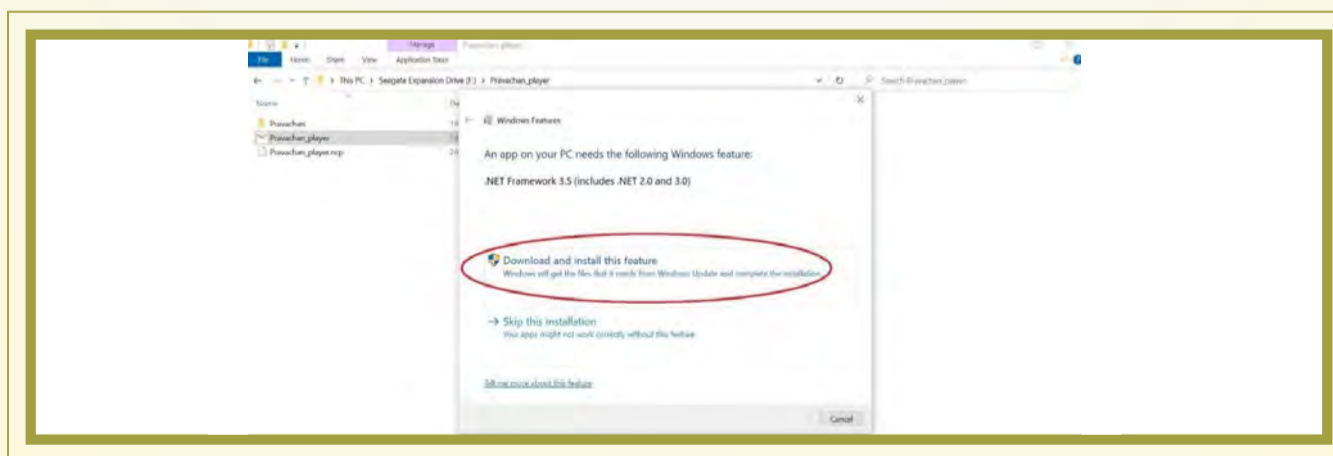 Manage
Pravachan_player
File Home Share View Application Tools
This PC > Seagate Expansion Drive (F:) > Pravachan_player
Search Pravachan_player
Name
Pravachan
Pravachan_player
Pravachan_player.ncp
Windows Features
An app on your PC needs the following Windows feature:
.NET Framework 3.5 (includes .NET 2.0 and 3.0)
Download and install this feature
Windows will get the files that it needs from Windows Update and complete the installation.
Skip this installation
Your apps might not work correctly without this feature.
Tell me more about this feature
Cancel